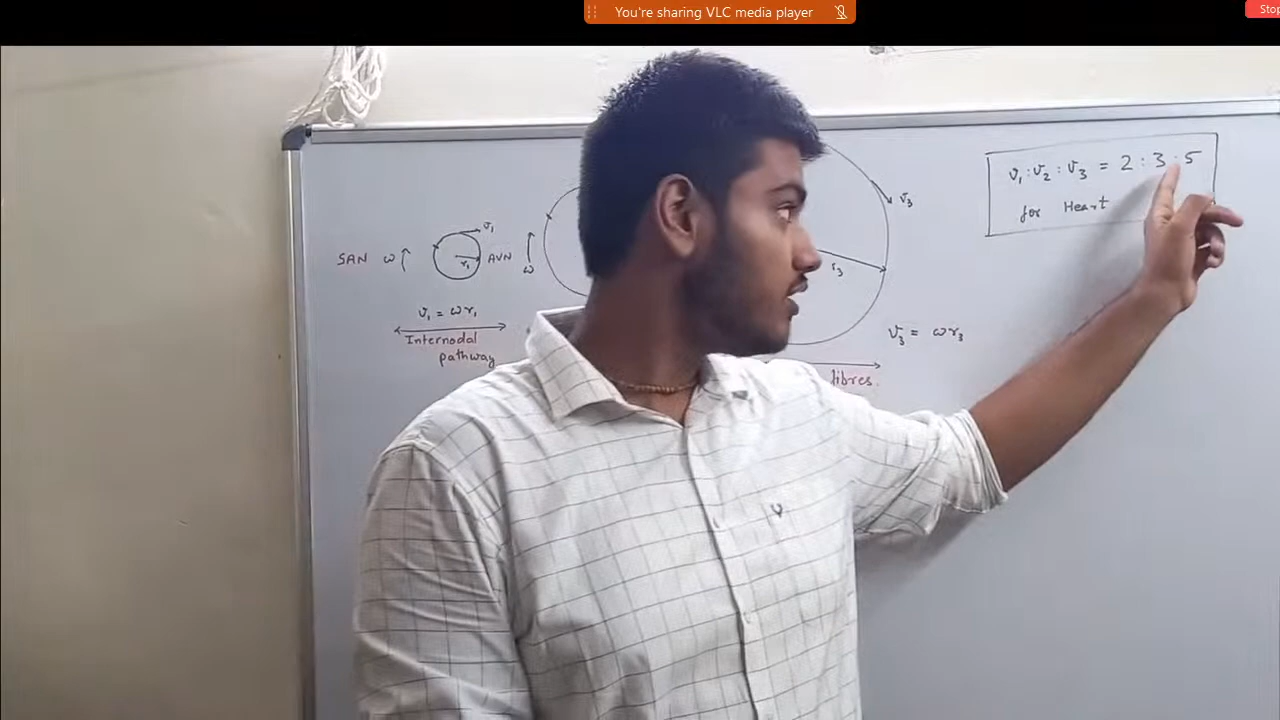 You're sharing VLC media player
Stop
v₁ : v₂ : v₃ = 2 : 3 : 5
for Heart
v₃
v₁
SAN ω ↑
r₁
AVN
ω
r₃
v₁ = ωr₁
v₃ = ωr₃
Internodal
pathway
fibres.